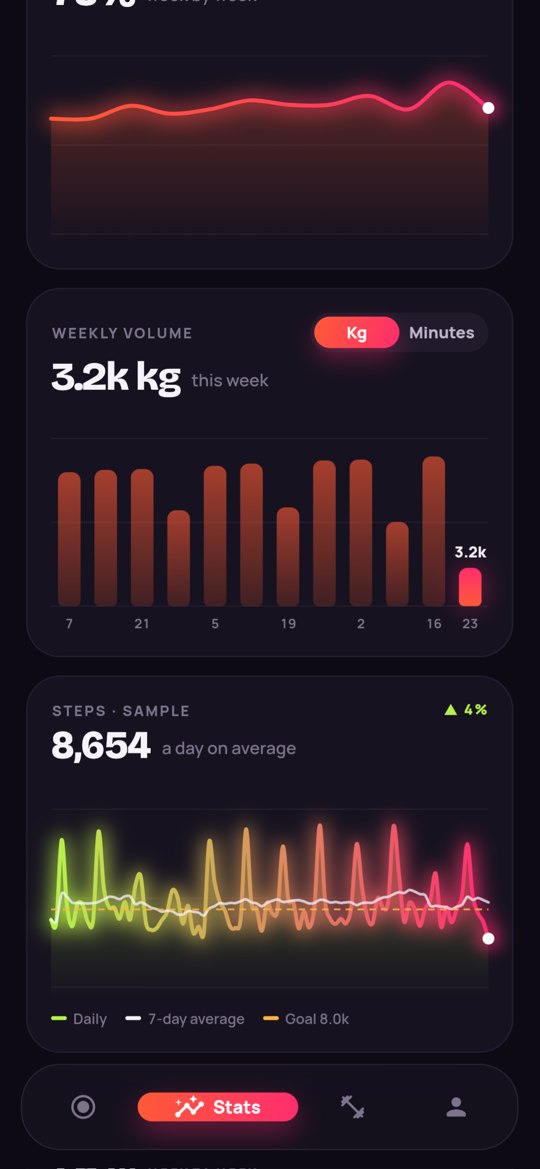 WEEKLY VOLUME
Kg
Minutes
3.2k kg this week
3.2k
7 21 5 19 2 16 23
STEPS · SAMPLE
▲ 4%
8,654 a day on average
Daily 7-day average Goal 8.0k
Stats